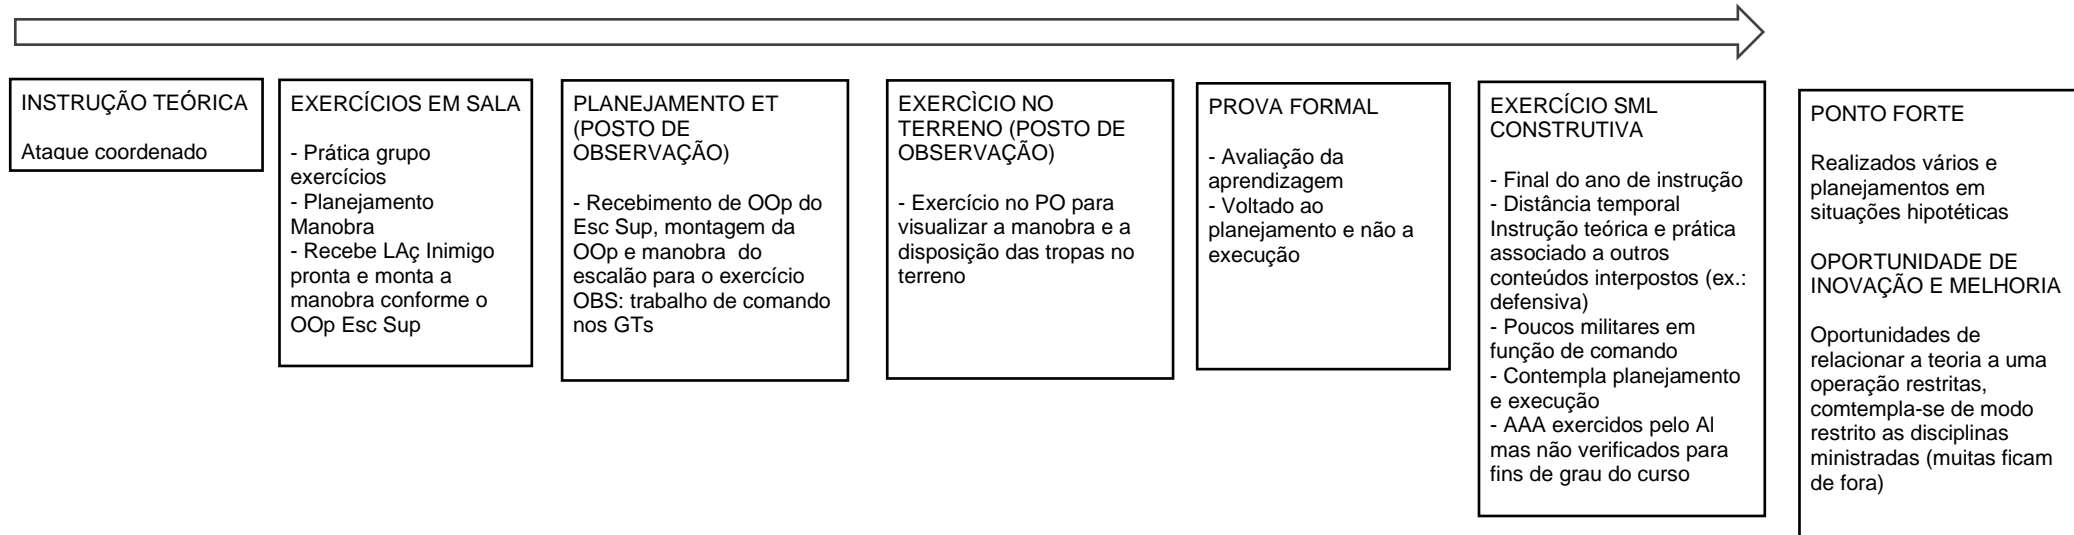 INSTRUÇÃO TEÓRICA
Ataque coordenado
EXERCÍCIOS EM SALA
- Prática grupo
exercícios
- Planejamento
Manobra
- Recebe LAç Inimigo
pronta e monta a
manobra conforme o
OOp Esc Sup
PLANEJAMENTO ET
(POSTO DE
OBSERVAÇÃO)
- Recebimento de OOp do
Esc Sup, montagem da
OOp e manobra do
escalão para o exercício
OBS: trabalho de comando
nos GTs
EXERCÌCIO NO
TERRENO (POSTO DE
OBSERVAÇÃO)
- Exercício no PO para
visualizar a manobra e a
disposição das tropas no
terreno
PROVA FORMAL
- Avaliação da
aprendizagem
- Voltado ao
planejamento e não a
execução
EXERCÍCIO SML
CONSTRUTIVA
- Final do ano de instrução
- Distância temporal
Instrução teórica e prática
associado a outros
conteúdos interpostos (ex.:
defensiva)
- Poucos militares em
função de comando
- Contempla planejamento
e execução
- AAA exercidos pelo Al
mas não verificados para
fins de grau do curso
PONTO FORTE
Realizados vários e
planejamentos em
situações hipotéticas
OPORTUNIDADE DE
INOVAÇÃO E MELHORIA
Oportunidades de
relacionar a teoria a uma
operação restritas,
comtempla-se de modo
restrito as disciplinas
ministradas (muitas ficam
de fora)